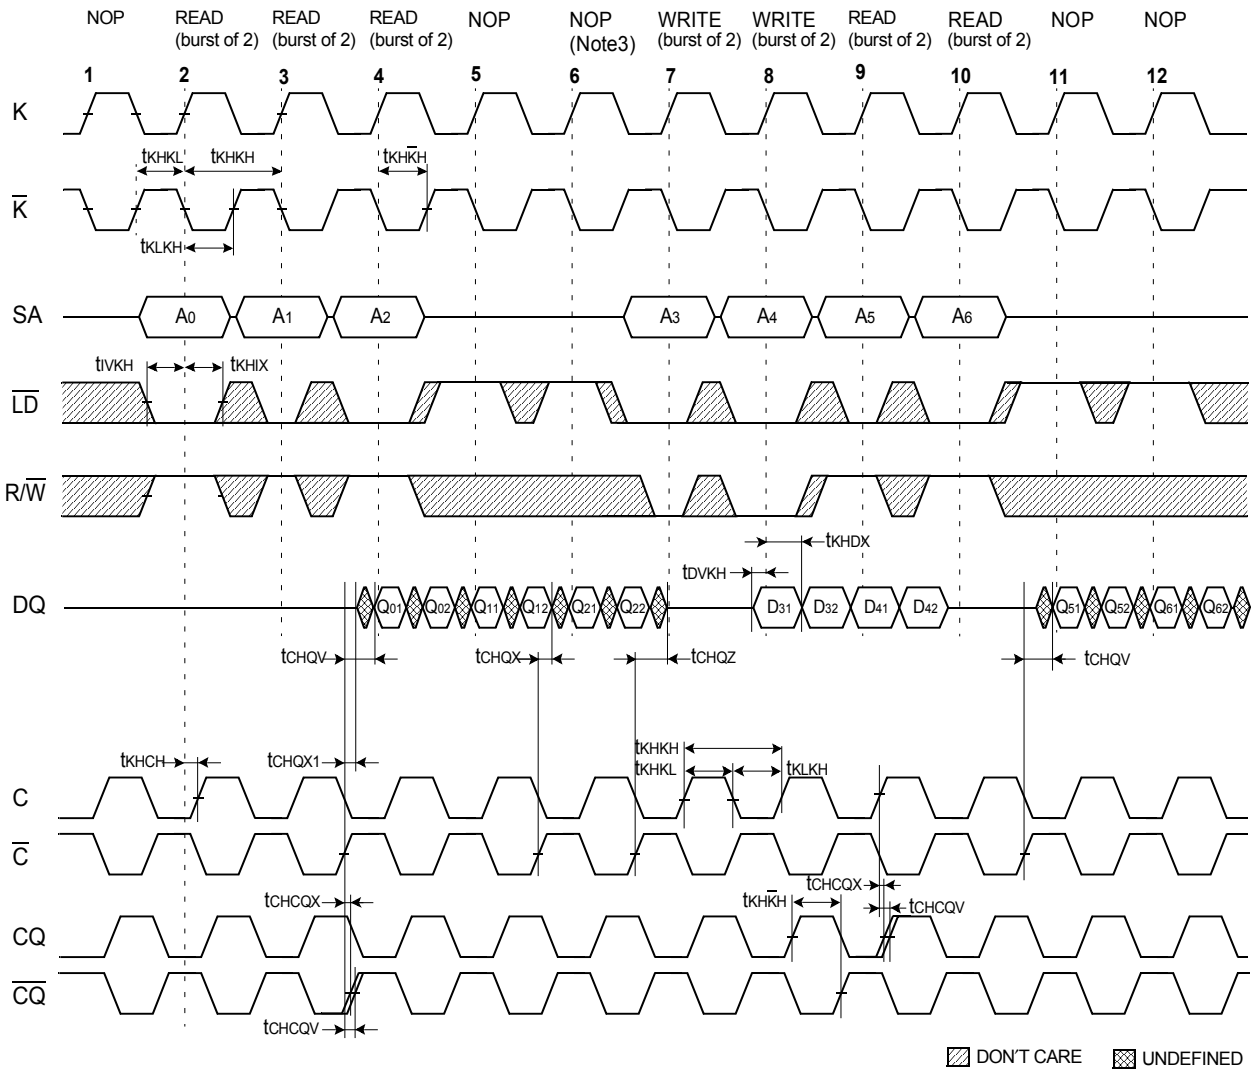 NOP READ READ READ NOP NOP WRITE WRITE READ READ NOP NOP
(burst of 2) (burst of 2) (burst of 2) (Note3) (burst of 2) (burst of 2) (burst of 2) (burst of 2)
1 2 3 4 5 6 7 8 9 10 11 12
K
tKHKL tKHKH tKHK̅H
K̅
tKLKH
SA A0 A1 A2 A3 A4 A5 A6
tIVKH tKHIX
L̅D̅
R/W̅
tKHDX
tDVKH
DQ Q01 Q02 Q11 Q12 Q21 Q22 D31 D32 D41 D42 Q51 Q52 Q61 Q62
tCHQV tCHQX tCHQZ tCHQV
tKHKH
tKHCH tCHQX1 tKHKL tKLKH
C
C̅
tCHCQX tKHK̅H tCHCQX
tCHCQV
CQ
C̅Q̅
tCHCQV
DON'T CARE UNDEFINED